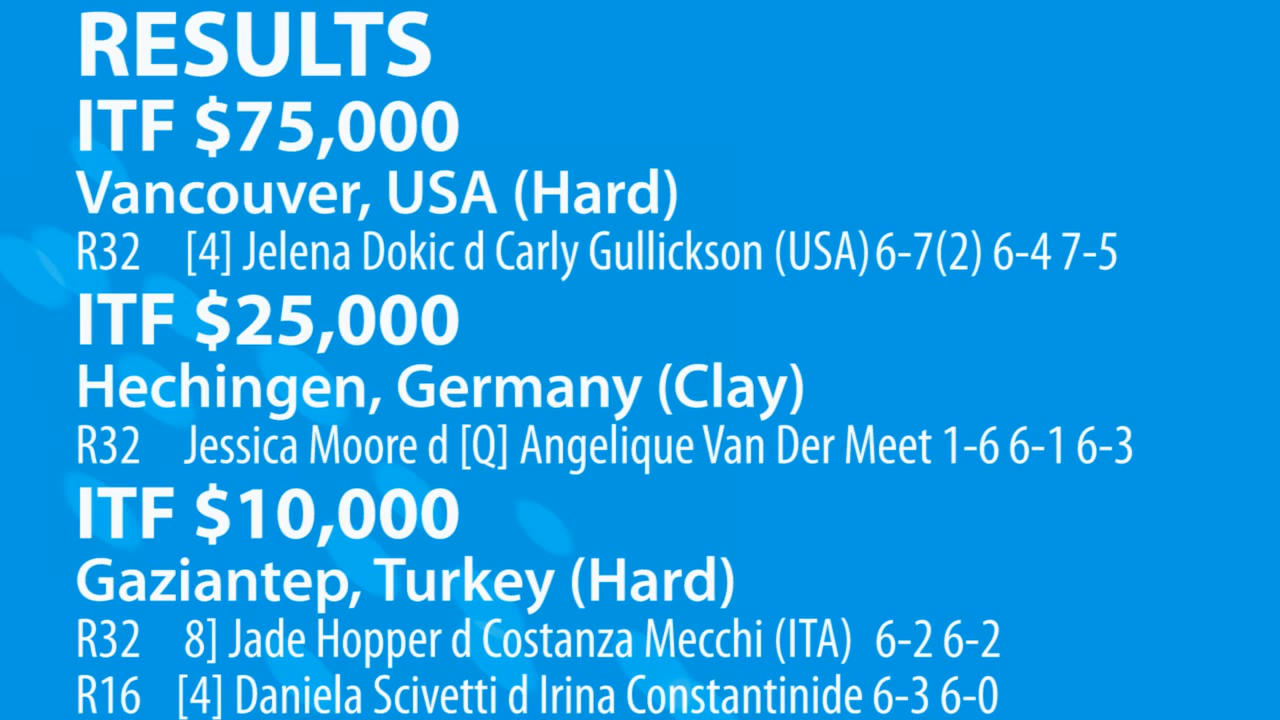 RESULTS
ITF $75,000
Vancouver, USA (Hard)
R32 [4] Jelena Dokic d Carly Gullickson (USA) 6-7(2) 6-4 7-5
ITF $25,000
Hechingen, Germany (Clay)
R32 Jessica Moore d [Q] Angelique Van Der Meet 1-6 6-1 6-3
ITF $10,000
Gaziantep, Turkey (Hard)
R32 8] Jade Hopper d Costanza Mecchi (ITA) 6-2 6-2
R16 [4] Daniela Scivetti d Irina Constantinide 6-3 6-0